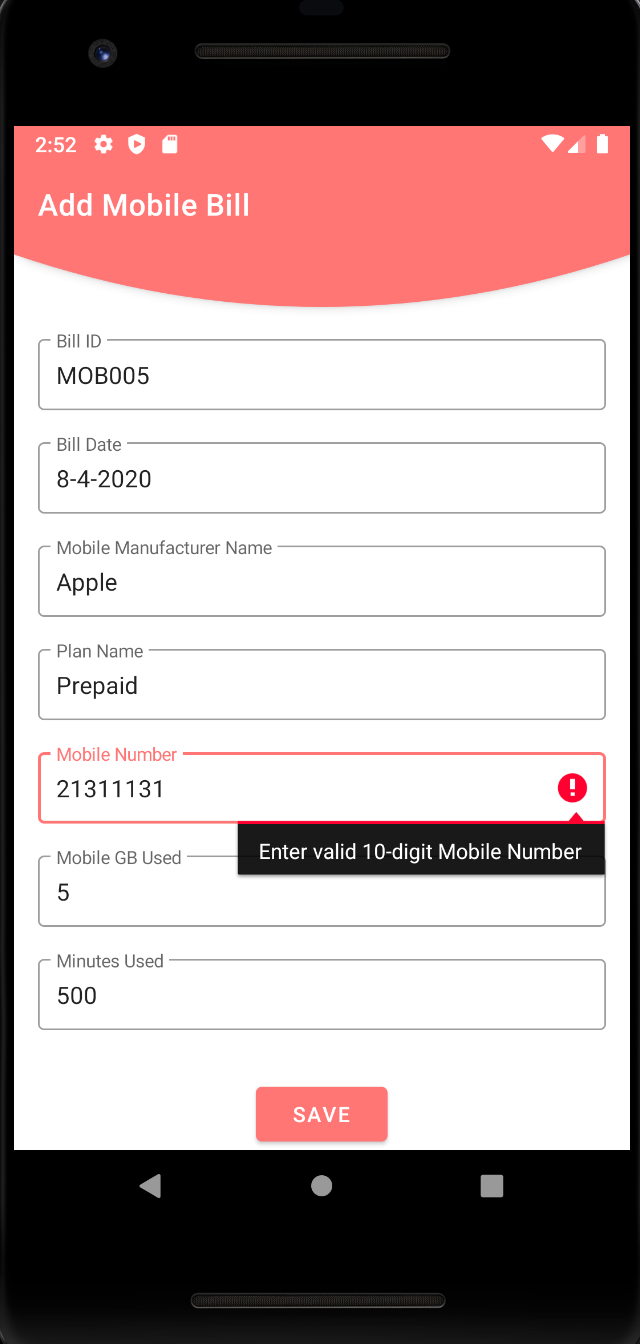 2:52
Add Mobile Bill
Bill ID
MOB005
Bill Date
8-4-2020
Mobile Manufacturer Name
Apple
Plan Name
Prepaid
Mobile Number
21311131
Enter valid 10-digit Mobile Number
Mobile GB Used
5
Minutes Used
500
SAVE